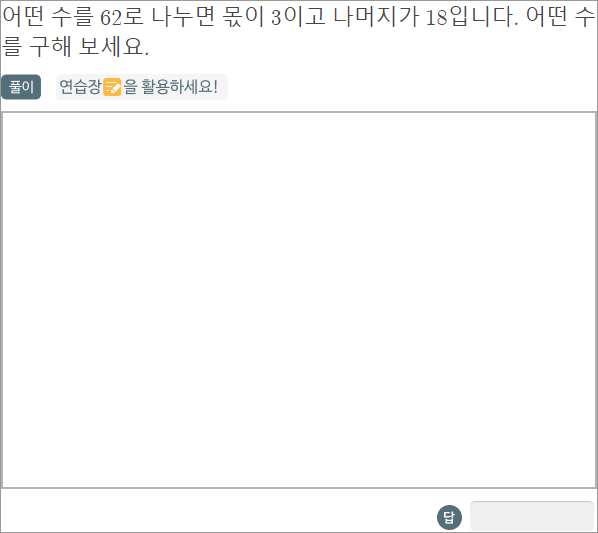 어떤 수를 62로 나누면 몫이 3이고 나머지가 18입니다. 어떤 수
를 구해 보세요.
풀이 연습장을 활용하세요!
답